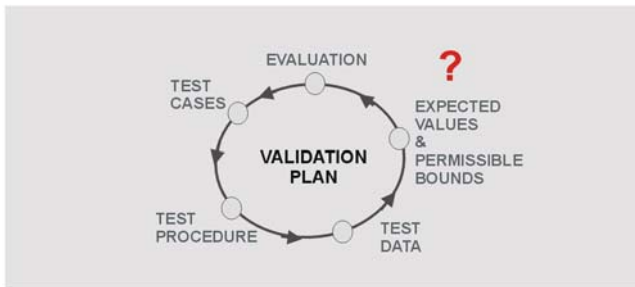 EVALUATION
?
TEST
CASES
EXPECTED
VALUES
&
PERMISSIBLE
BOUNDS
VALIDATION
PLAN
TEST
PROCEDURE
TEST
DATA